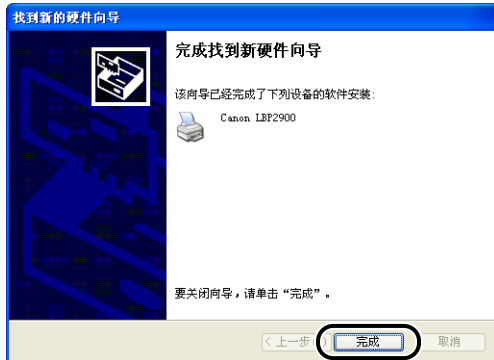 找到新的硬件向导
完成找到新硬件向导
该向导已经完成了下列设备的软件安装:
Canon LBP2900
要关闭向导，请单击“完成”。
< 上一步
完成
取消